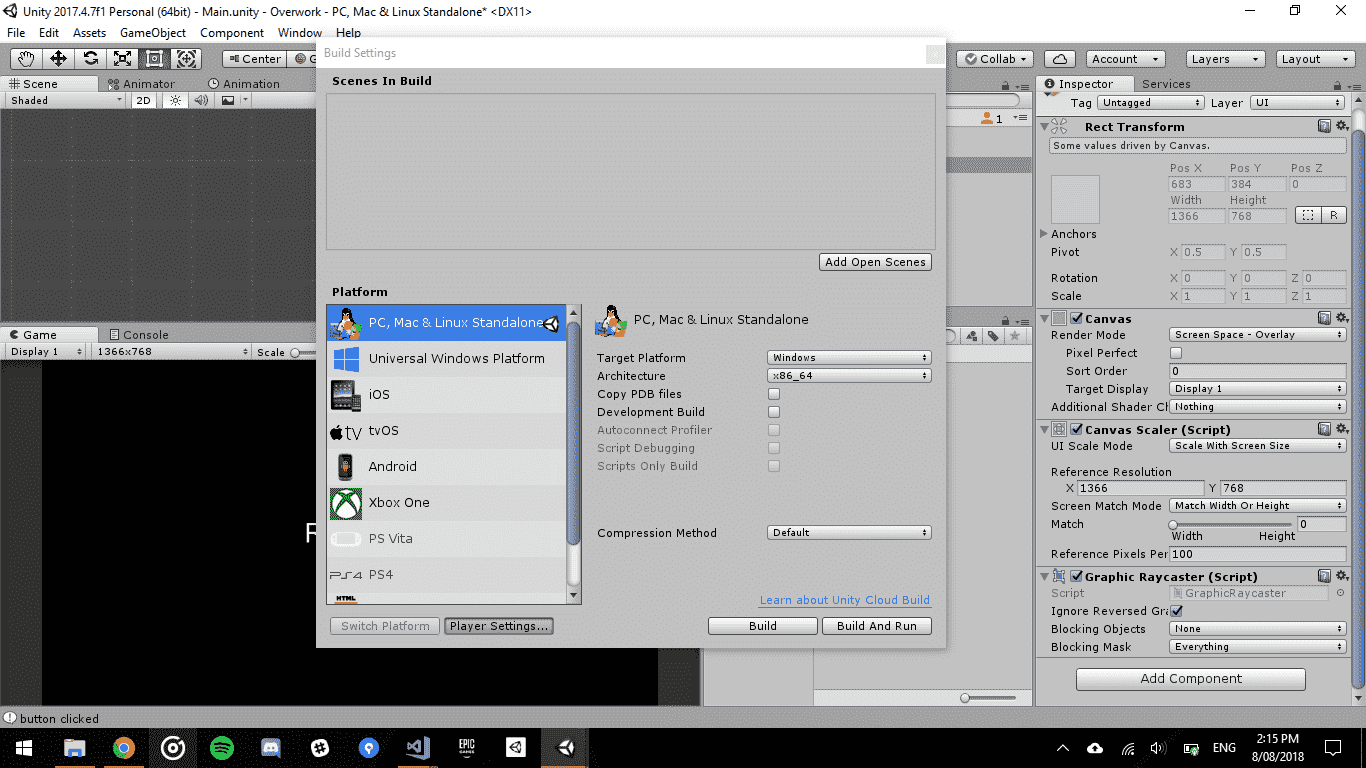 Unity 2017.4.7f1 Personal (64bit) - Main.unity - Overwork - PC, Mac & Linux Standalone* <DX11>
File Edit Assets GameObject Component Window Help
Center G Collab Account Layers Layout
Build Settings
Scenes In Build
Add Open Scenes
Platform
PC, Mac & Linux Standalone
Universal Windows Platform
iOS
tv tvOS
Android
Xbox One
PS Vita
PS4 PS4
HTML
Switch Platform Player Settings...
PC, Mac & Linux Standalone
Target Platform Windows
Architecture x86_64
Copy PDB files
Development Build
Autoconnect Profiler
Script Debugging
Scripts Only Build
Compression Method Default
Learn about Unity Cloud Build
Build Build And Run
Scene Animator Animation
Shaded 2D
1
Game Console
Display 1 1366x768 Scale
R
Inspector Services
Tag Untagged Layer UI
Rect Transform
Some values driven by Canvas.
Pos X Pos Y Pos Z
683 384 0
Width Height
1366 768 R
Anchors
Pivot X 0.5 Y 0.5
Rotation X 0 Y 0 Z 0
Scale X 1 Y 1 Z 1
Canvas
Render Mode Screen Space - Overlay
Pixel Perfect
Sort Order 0
Target Display Display 1
Additional Shader Ch Nothing
Canvas Scaler (Script)
UI Scale Mode Scale With Screen Size
Reference Resolution
X 1366 Y 768
Screen Match Mode Match Width Or Height
Match 0
Width Height
Reference Pixels Per 100
Graphic Raycaster (Script)
Script GraphicRaycaster
Ignore Reversed Gra
Blocking Objects None
Blocking Mask Everything
Add Component
button clicked
EPIC GAMES
ENG
2:15 PM
8/08/2018